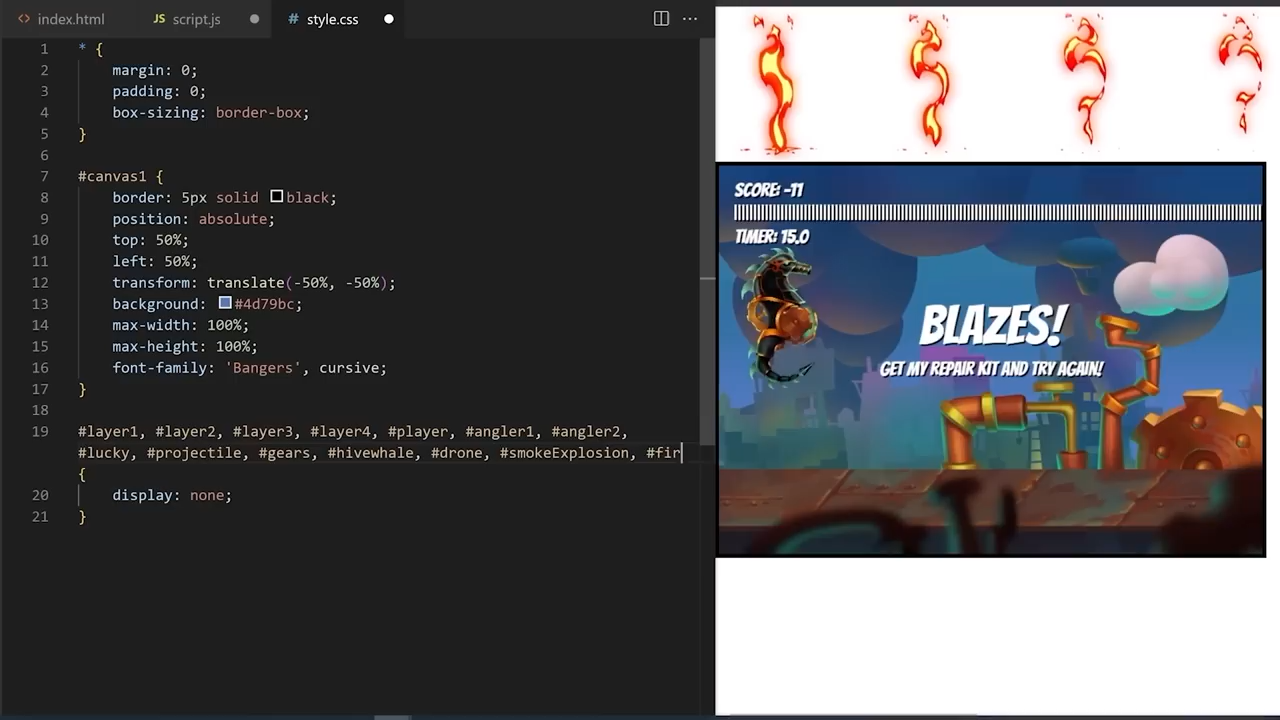 index.html
JS script.js
# style.css
1 * {
2 margin: 0;
3 padding: 0;
4 box-sizing: border-box;
5 }
6
7 #canvas1 {
8 border: 5px solid black;
9 position: absolute;
10 top: 50%;
11 left: 50%;
12 transform: translate(-50%, -50%);
13 background: #4d79bc;
14 max-width: 100%;
15 max-height: 100%;
16 font-family: 'Bangers', cursive;
17 }
18
19 #layer1, #layer2, #layer3, #layer4, #player, #angler1, #angler2,
#lucky, #projectile, #gears, #hivewhale, #drone, #smokeExplosion, #fir
{
20 display: none;
21 }
SCORE: -11
TIMER: 15.0
BLAZES!
GET MY REPAIR KIT AND TRY AGAIN!